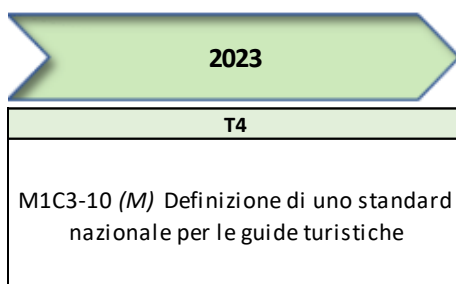 2023
T4
M1C3-10 (M) Definizione di uno standard
nazionale per le guide turistiche